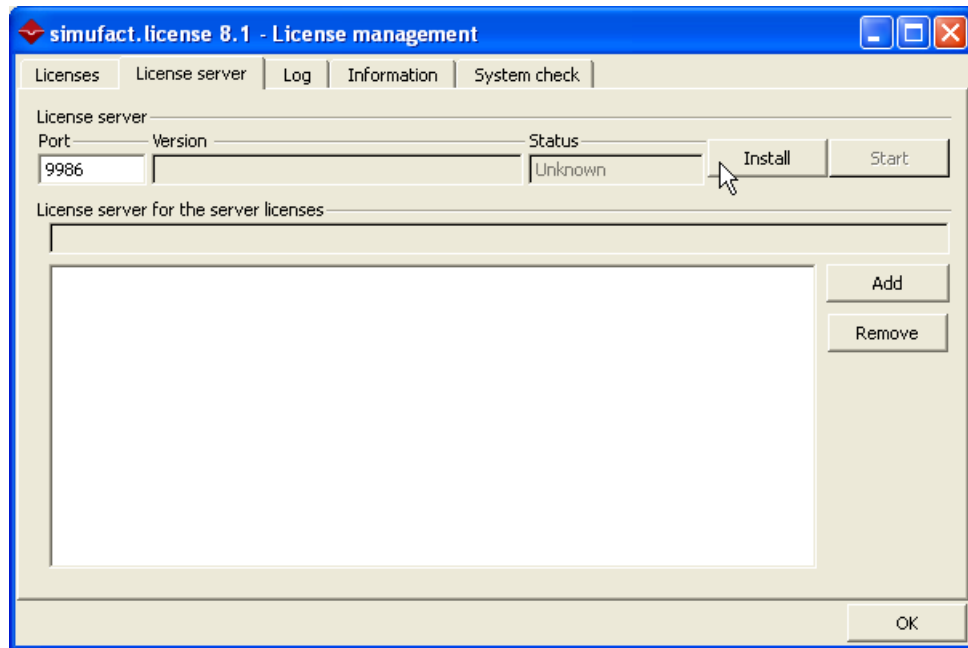 simufact.license 8.1 - License management
Licenses License server Log Information System check
License server
Port Version Status
9986 Unknown Install Start
License server for the server licenses
Add
Remove
OK